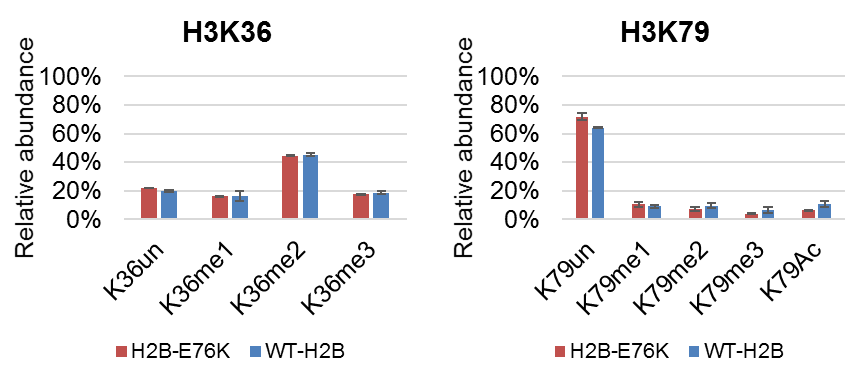 H3K36
Relative abundance
100%
80%
60%
40%
20%
0%
K36un
K36me1
K36me2
K36me3
H2B-E76K
WT-H2B
H3K79
Relative abundance
100%
80%
60%
40%
20%
0%
K79un
K79me1
K79me2
K79me3
K79Ac
H2B-E76K
WT-H2B